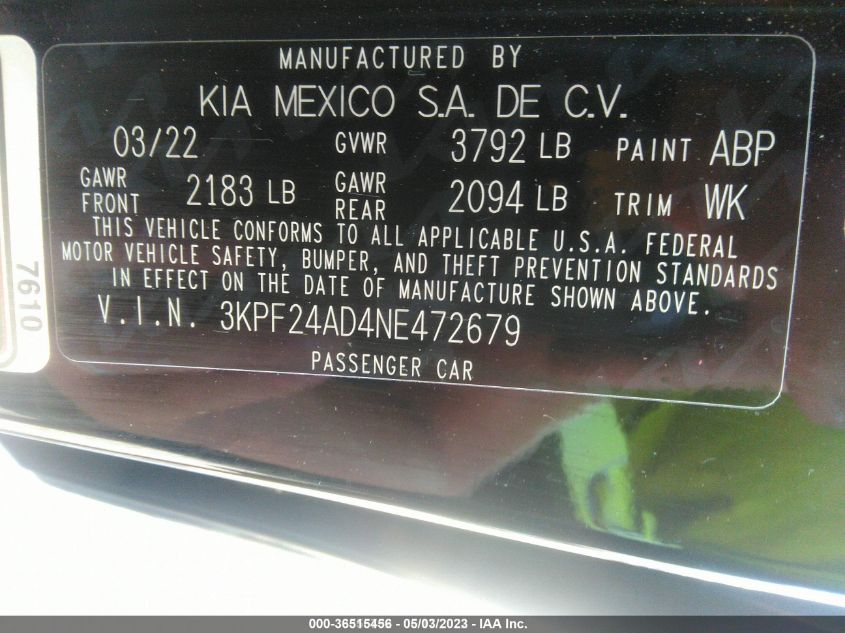 MANUFACTURED BY
KIA MEXICO S.A. DE C.V.
03/22 GVWR 3792 LB PAINT ABP
GAWR FRONT 2183 LB GAWR REAR 2094 LB TRIM WK
THIS VEHICLE CONFORMS TO ALL APPLICABLE U.S.A. FEDERAL
MOTOR VEHICLE SAFETY, BUMPER, AND THEFT PREVENTION STANDARDS
IN EFFECT ON THE DATE OF MANUFACTURE SHOWN ABOVE.
V.I.N. 3KPF24AD4NE472679
PASSENGER CAR
7610
000-36515456 - 05/03/2023 - IAA Inc.